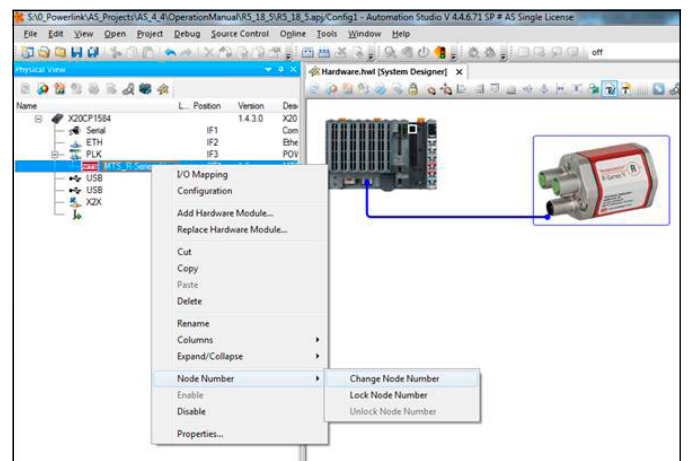 S:\0_Powerlink\AS_Projects\AS_4_4\OperationManual\R5_18_5\R5_18_5.apj/Config1 - Automation Studio V 4.4.6.71 SP # AS Single License
File Edit View Open Project Debug Source Control Online Tools Window Help
off
Physical View
Hardware.hwl [System Designer]
Name L... Position Version Des
X20CP1584 1.4.3.0 X20
Serial IF1 Com
ETH IF2 Ethe
PLK IF3 POW
MTS_R-Series
USB
USB
X2X
I/O Mapping
Configuration
Add Hardware Module...
Replace Hardware Module...
Cut
Copy
Paste
Delete
Rename
Columns
Expand/Collapse
Node Number
Change Node Number
Enable
Lock Node Number
Disable
Unlock Node Number
Properties...
R-Series V
R